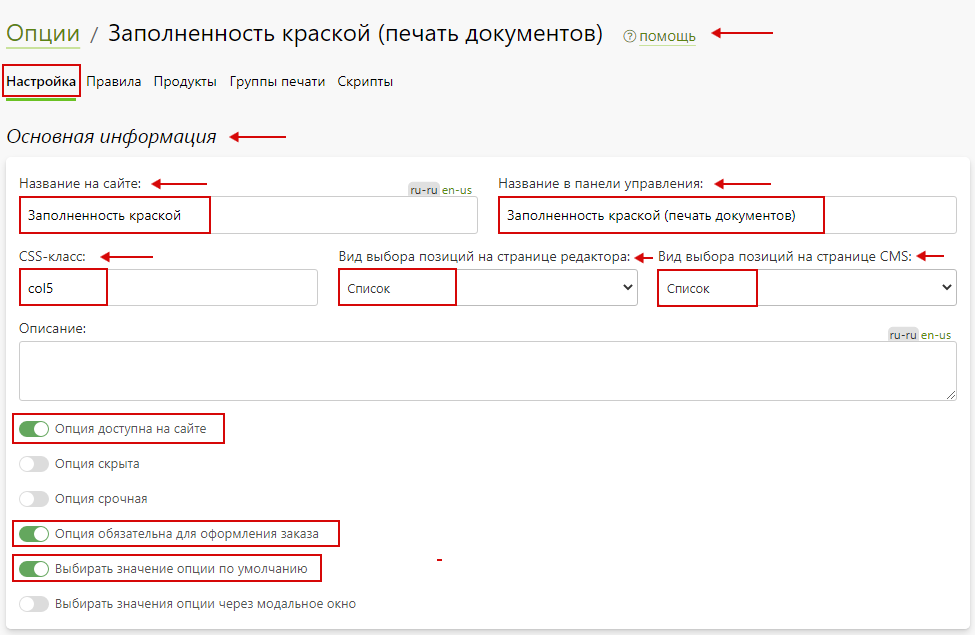 Опции / Заполненность краской (печать документов) ? помощь
Настройка Правила Продукты Группы печати Скрипты
Основная информация
Название на сайте: ru-ru en-us Название в панели управления:
Заполненность краской Заполненность краской (печать документов)
CSS-класс: Вид выбора позиций на странице редактора: Вид выбора позиций на странице CMS:
col5 Список Список
Описание: ru-ru en-us
Опция доступна на сайте
Опция скрыта
Опция срочная
Опция обязательна для оформления заказа
Выбирать значение опции по умолчанию
Выбирать значения опции через модальное окно